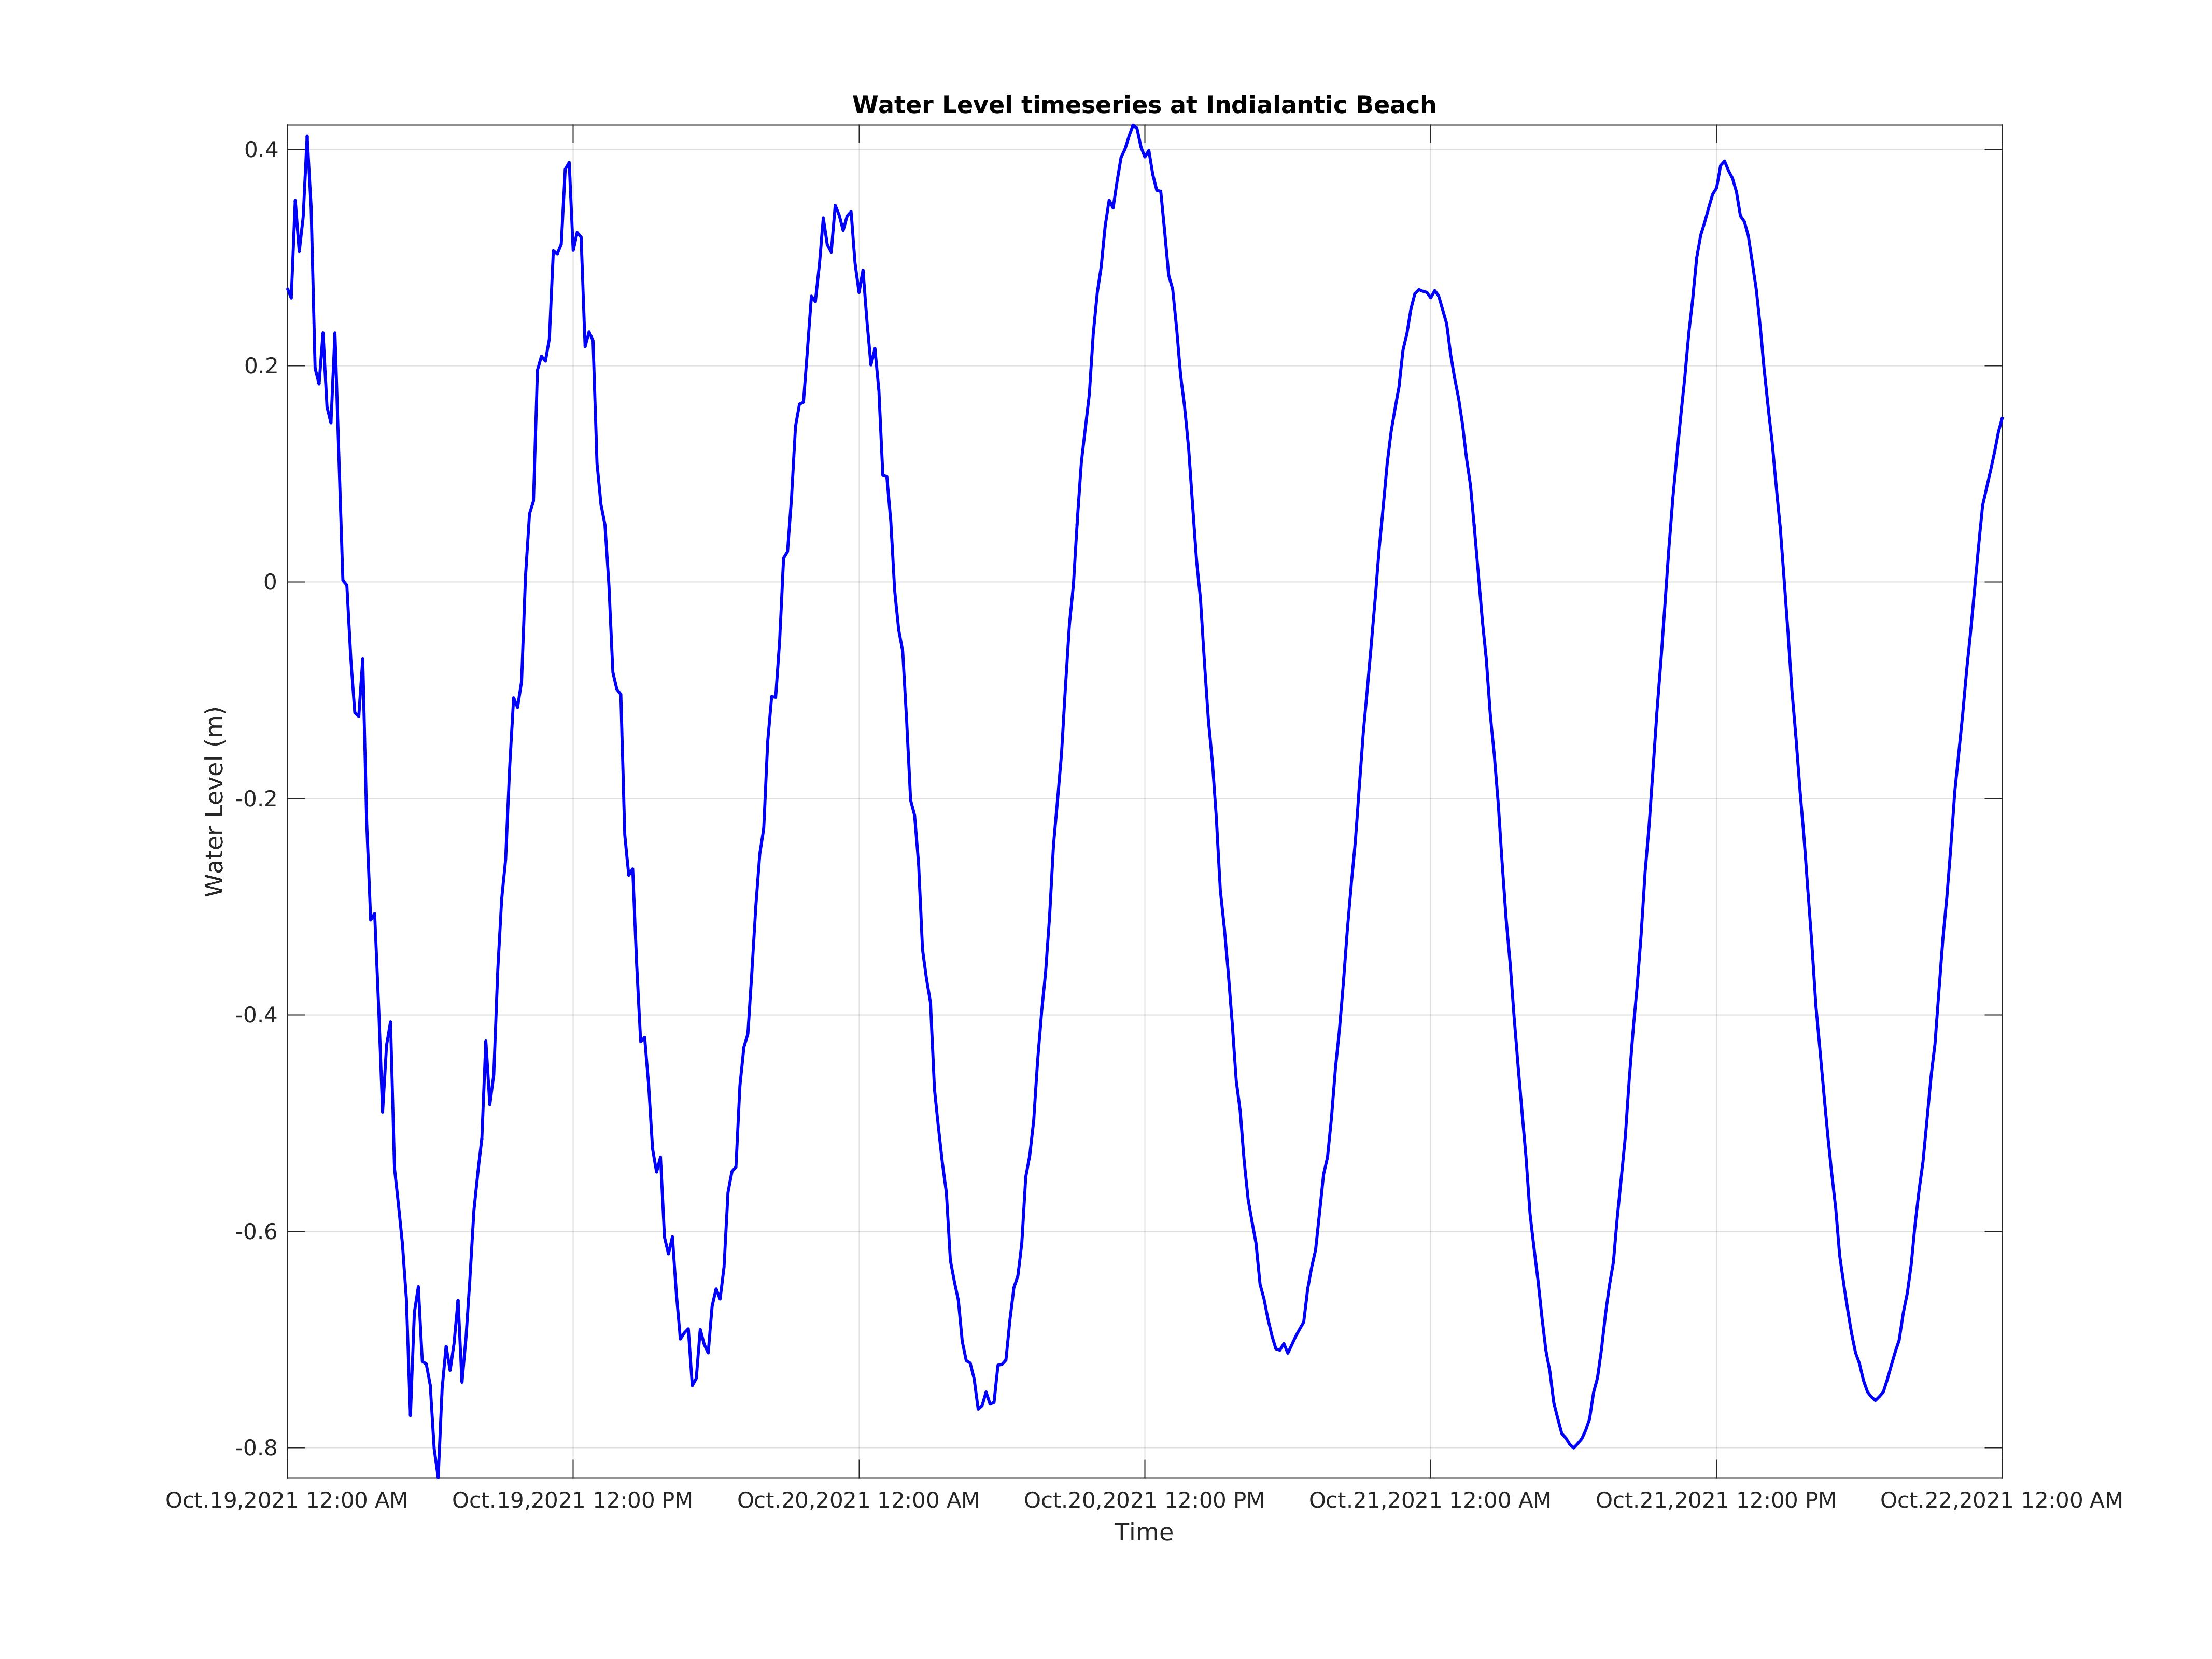 Water Level timeseries at Indialantic Beach
0.4
0.2
0
-0.2
-0.4
-0.6
-0.8
Water Level (m)
Oct.19,2021 12:00 AM
Oct.19,2021 12:00 PM
Oct.20,2021 12:00 AM
Oct.20,2021 12:00 PM
Oct.21,2021 12:00 AM
Oct.21,2021 12:00 PM
Oct.22,2021 12:00 AM
Time